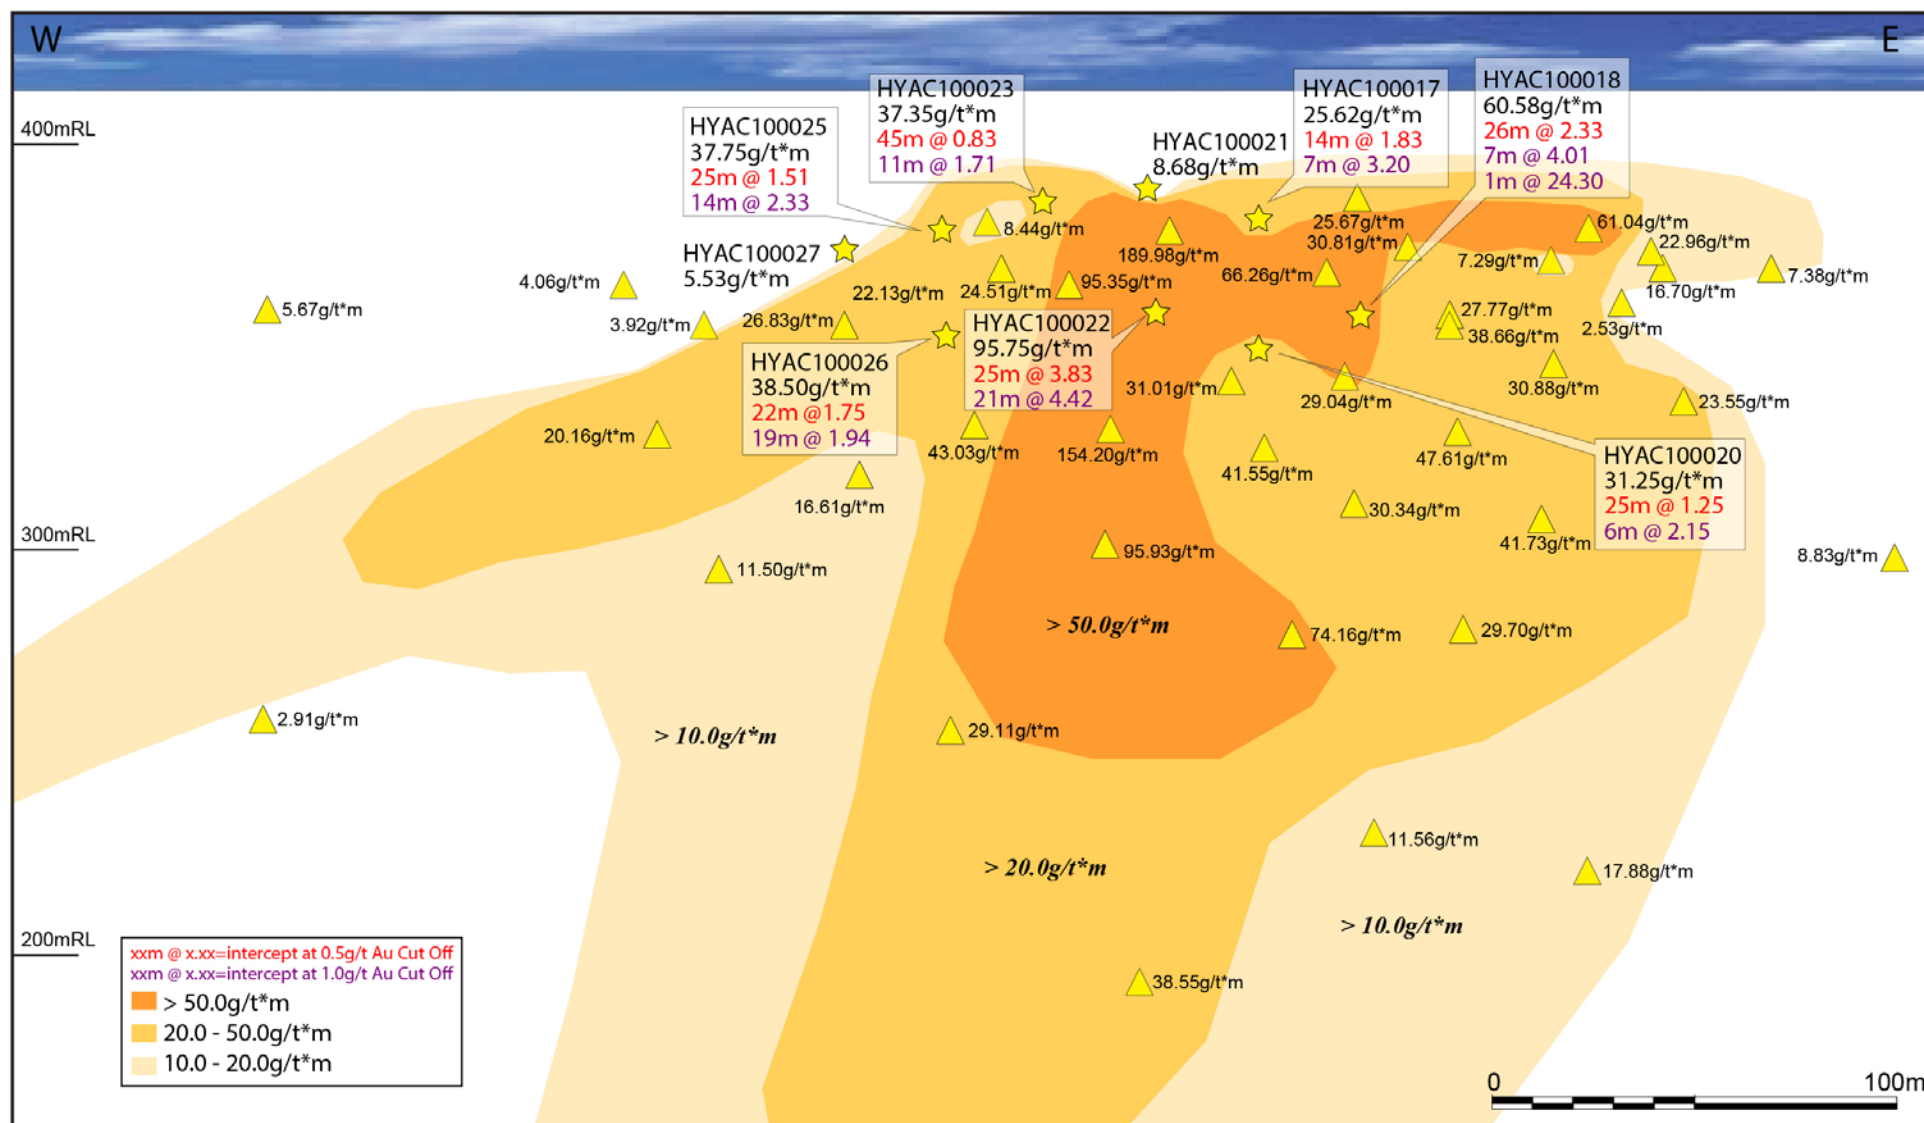 W
E
400mRL
HYAC100023
37.35g/t*m
45m @ 0.83
11m @ 1.71
HYAC100017
25.62g/t*m
14m @ 1.83
7m @ 3.20
HYAC100018
60.58g/t*m
26m @ 2.33
7m @ 4.01
1m @ 24.30
HYAC100025
37.75g/t*m
25m @ 1.51
14m @ 2.33
HYAC100021
8.68g/t*m
HYAC100027
5.53g/t*m
8.44g/t*m
189.98g/t*m
25.67g/t*m
30.81g/t*m
61.04g/t*m
22.96g/t*m
7.29g/t*m
16.70g/t*m
7.38g/t*m
4.06g/t*m
22.13g/t*m
24.51g/t*m
95.35g/t*m
66.26g/t*m
5.67g/t*m
3.92g/t*m
26.83g/t*m
27.77g/t*m
38.66g/t*m
2.53g/t*m
HYAC100022
95.75g/t*m
25m @ 3.83
21m @ 4.42
HYAC100026
38.50g/t*m
22m @1.75
19m @ 1.94
31.01g/t*m
29.04g/t*m
30.88g/t*m
23.55g/t*m
20.16g/t*m
43.03g/t*m
154.20g/t*m
41.55g/t*m
47.61g/t*m
HYAC100020
31.25g/t*m
25m @ 1.25
6m @ 2.15
16.61g/t*m
30.34g/t*m
41.73g/t*m
300mRL
95.93g/t*m
8.83g/t*m
11.50g/t*m
> 50.0g/t*m
74.16g/t*m
29.70g/t*m
2.91g/t*m
> 10.0g/t*m
29.11g/t*m
11.56g/t*m
> 20.0g/t*m
17.88g/t*m
> 10.0g/t*m
200mRL
38.55g/t*m
xxm @ x.xx=intercept at 0.5g/t Au Cut Off
xxm @ x.xx=intercept at 1.0g/t Au Cut Off
> 50.0g/t*m
20.0 - 50.0g/t*m
10.0 - 20.0g/t*m
0
100m